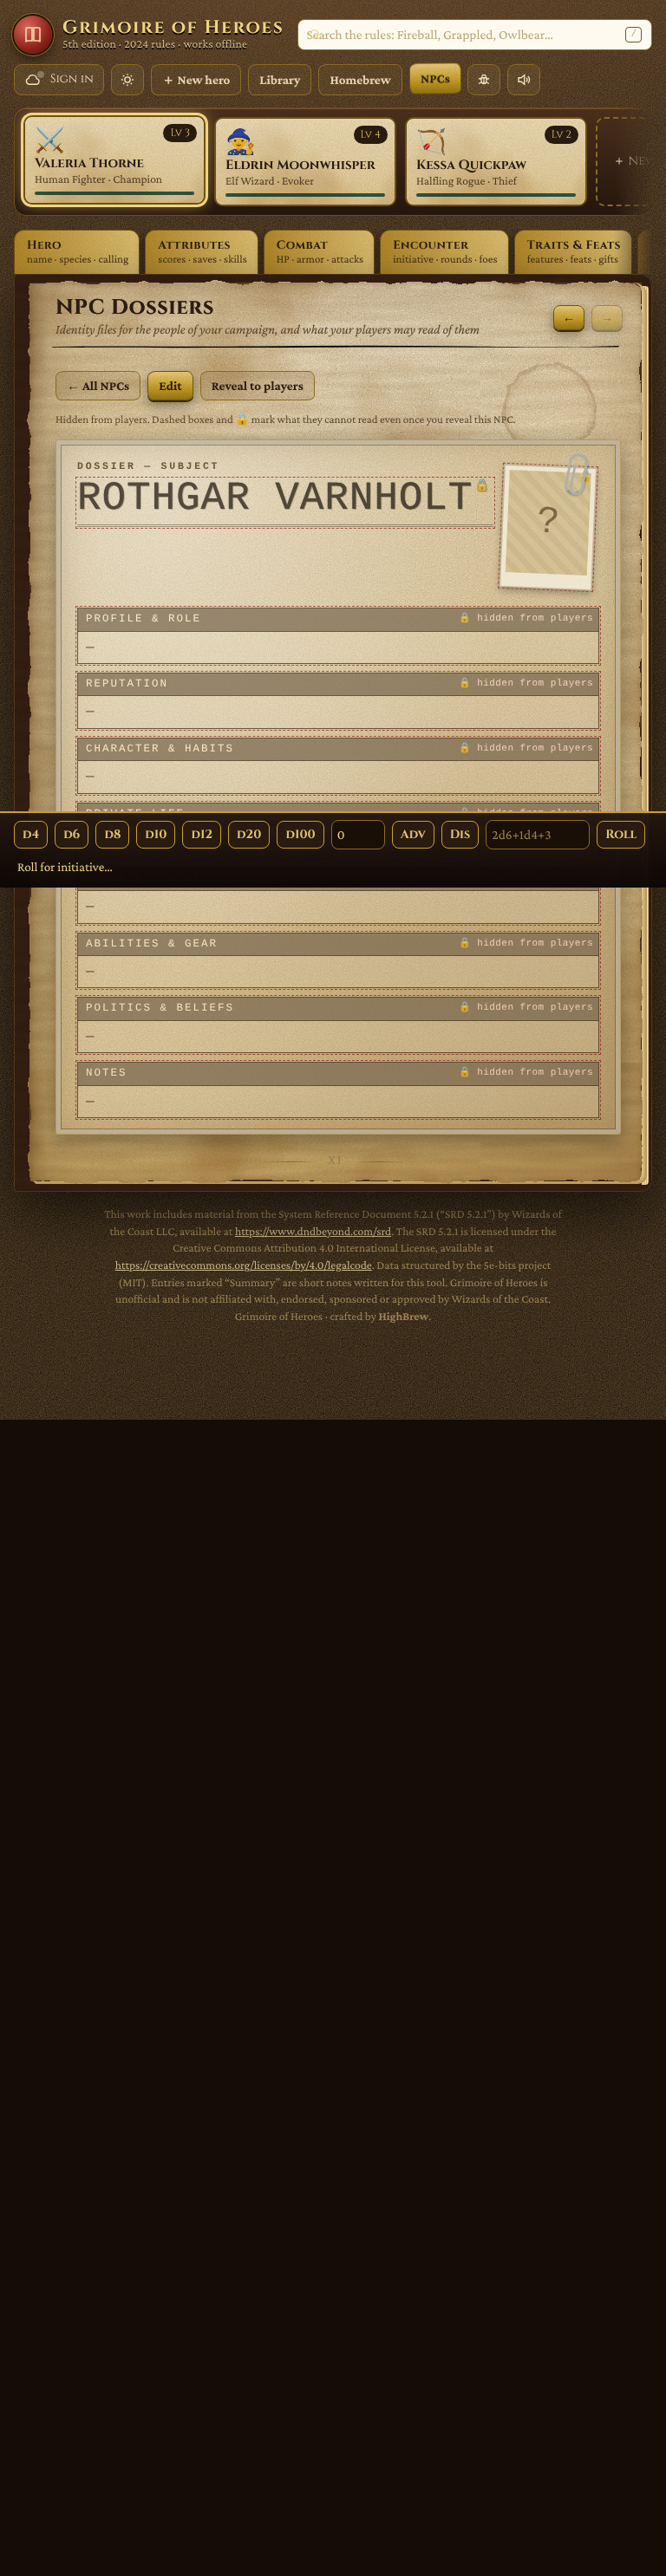 Grimoire of Heroes
5th edition · 2024 rules · works offline
Search the rules: Fireball, Grappled, Owlbear…
/
Sign in
+ New hero
Library
Homebrew
NPCs
Lv 3
Valeria Thorne
Human Fighter · Champion
Lv 4
Eldrin Moonwhisper
Elf Wizard · Evoker
Lv 2
Kessa Quickpaw
Halfling Rogue · Thief
Hero
name · species · calling
Attributes
scores · saves · skills
Combat
HP · armor · attacks
Encounter
initiative · rounds · foes
Traits & Feats
features · feats · gifts
NPC Dossiers
Identity files for the people of your campaign, and what your players may read of them
←
→
← All NPCs
Edit
Reveal to players
Hidden from players. Dashed boxes and 🔒 mark what they cannot read even once you reveal this NPC.
DOSSIER — SUBJECT
ROTHGAR VARNHOLT
?
PROFILE & ROLE
🔒 hidden from players
—
REPUTATION
🔒 hidden from players
—
CHARACTER & HABITS
🔒 hidden from players
—
D4
D6
D8
D10
D12
D20
D100
0
Adv
Dis
2d6+1d4+3
Roll
Roll for initiative…
—
ABILITIES & GEAR
🔒 hidden from players
—
POLITICS & BELIEFS
🔒 hidden from players
—
NOTES
🔒 hidden from players
—
XI
This work includes material from the System Reference Document 5.2.1 (“SRD 5.2.1”) by Wizards of
the Coast LLC, available at https://www.dndbeyond.com/srd. The SRD 5.2.1 is licensed under the
Creative Commons Attribution 4.0 International License, available at
https://creativecommons.org/licenses/by/4.0/legalcode. Data structured by the 5e-bits project
(MIT). Entries marked “Summary” are short notes written for this tool. Grimoire of Heroes is
unofficial and is not affiliated with, endorsed, sponsored or approved by Wizards of the Coast.
Grimoire of Heroes · crafted by HighBrew.